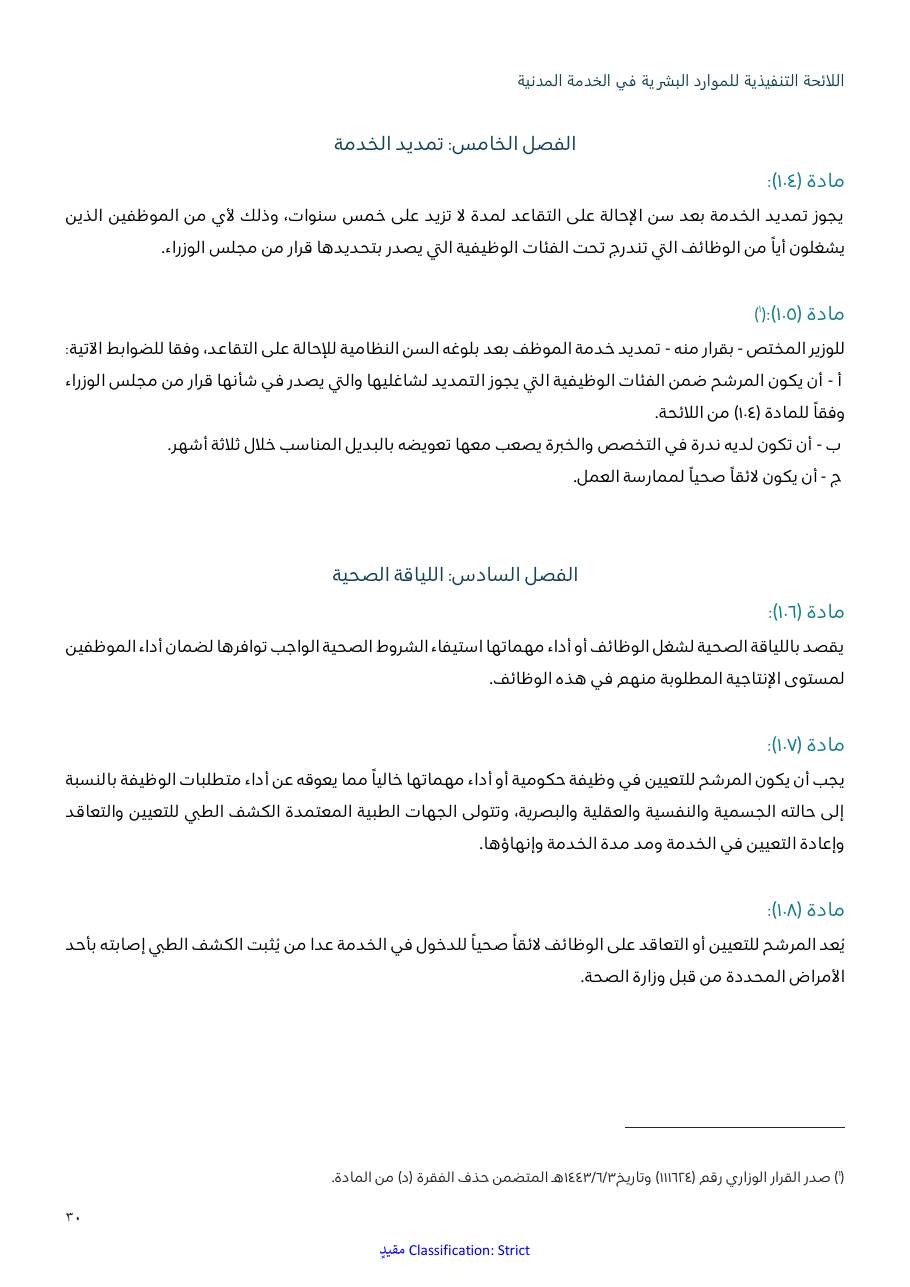 اللائحة التنفيذية للموارد البشرية في الخدمة المدنية
الفصل الخامس: تمديد الخدمة
مادة (١٠٤):
يجوز تمديد الخدمة بعد سن الإحالة على التقاعد لمدة لا تزيد على خمس سنوات، وذلك لأي من الموظفين الذين
يشغلون أياً من الوظائف التي تندرج تحت الفئات الوظيفية التي يصدر بتحديدها قرار من مجلس الوزراء.
مادة (١٠٥):(١)
للوزير المختص - بقرار منه - تمديد خدمة الموظف بعد بلوغه السن النظامية للإحالة على التقاعد، وفقا للضوابط الآتية:
أ - أن يكون المرشح ضمن الفئات الوظيفية التي يجوز التمديد لشاغليها والتي يصدر في شأنها قرار من مجلس الوزراء
وفقاً للمادة (١٠٤) من اللائحة.
ب - أن تكون لديه ندرة في التخصص والخبرة يصعب معها تعويضه بالبديل المناسب خلال ثلاثة أشهر.
ج - أن يكون لائقاً صحياً لممارسة العمل.
الفصل السادس: اللياقة الصحية
مادة (١٠٦):
يقصد باللياقة الصحية لشغل الوظائف أو أداء مهماتها استيفاء الشروط الصحية الواجب توافرها لضمان أداء الموظفين
لمستوى الإنتاجية المطلوبة منهم في هذه الوظائف.
مادة (١٠٧):
يجب أن يكون المرشح للتعيين في وظيفة حكومية أو أداء مهماتها خالياً مما يعوقه عن أداء متطلبات الوظيفة بالنسبة
إلى حالته الجسمية والنفسية والعقلية والبصرية، وتتولى الجهات الطبية المعتمدة الكشف الطبي للتعيين والتعاقد
وإعادة التعيين في الخدمة ومد مدة الخدمة وإنهاؤها.
مادة (١٠٨):
يُعد المرشح للتعيين أو التعاقد على الوظائف لائقاً صحياً للدخول في الخدمة عدا من يُثبت الكشف الطبي إصابته بأحد
الأمراض المحددة من قبل وزارة الصحة.
(١) صدر القرار الوزاري رقم (١١١٦٢٤) وتاريخ١٤٤٣/٦/٣هـ المتضمن حذف الفقرة (د) من المادة.
٣٠
Classification: Strict مقيدٍ